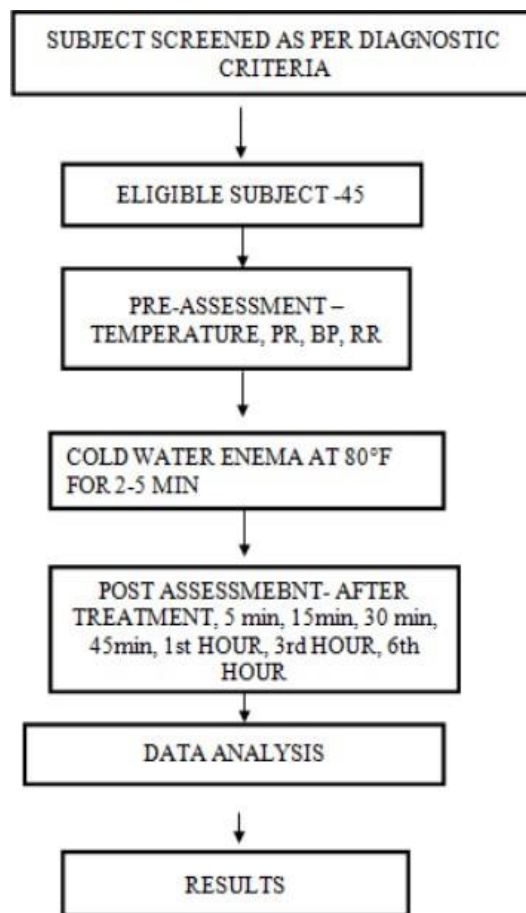 SUBJECT SCREENED AS PER DIAGNOSTIC
CRITERIA
ELIGIBLE SUBJECT -45
PRE-ASSESSMENT –
TEMPERATURE, PR, BP, RR
COLD WATER ENEMA AT 80°F
FOR 2-5 MIN
POST ASSESSMEBNT- AFTER
TREATMENT, 5 min, 15min, 30 min,
45min, 1st HOUR, 3rd HOUR, 6th
HOUR
DATA ANALYSIS
RESULTS